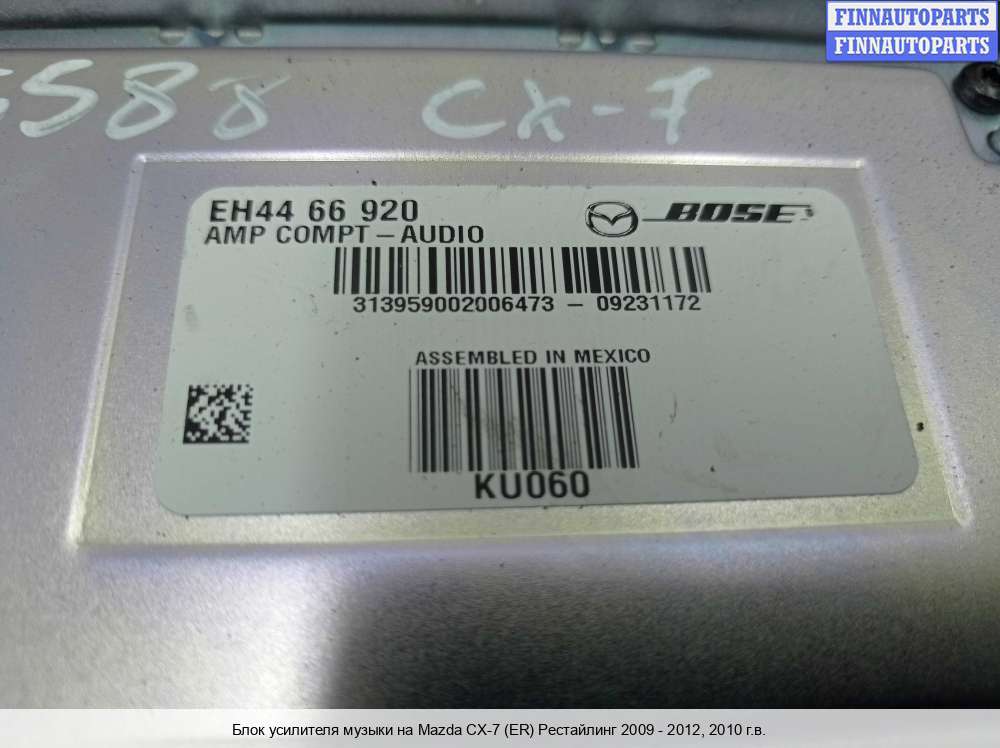 FINNAUTOPARTS
FINNAUTOPARTS
CX-7
EH44 66 920
BOSE
AMP COMPT – AUDIO
313959002006473 – 09231172
ASSEMBLED IN MEXICO
KU060
Блок усилителя музыки на Mazda CX-7 (ER) Рестайлинг 2009 - 2012, 2010 г.в.